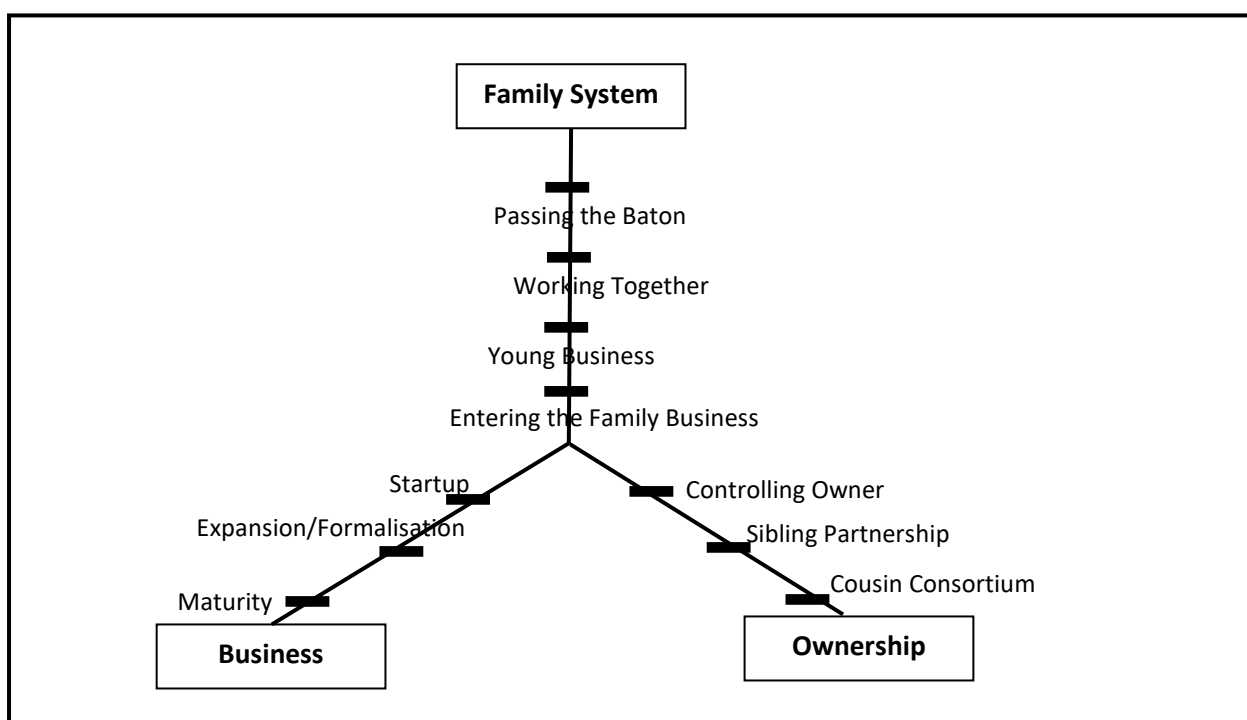 Family System
Passing the Baton
Working Together
Young Business
Entering the Family Business
Startup
Controlling Owner
Expansion/Formalisation
Sibling Partnership
Maturity
Cousin Consortium
Business
Ownership